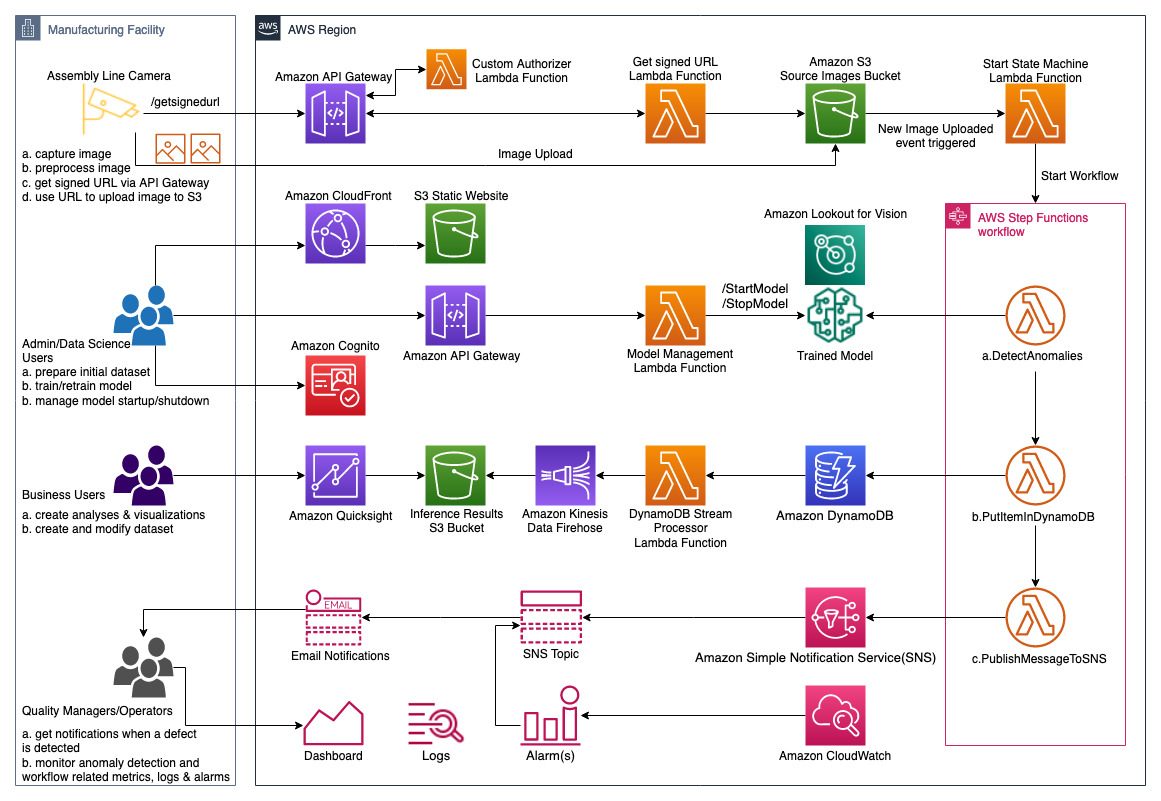 Manufacturing Facility
aws
AWS Region
Assembly Line Camera
/getsignedurl
a. capture image
b. preprocess image
c. get signed URL via API Gateway
d. use URL to upload image to S3
Amazon API Gateway
Custom Authorizer
Lambda Function
Get signed URL
Lambda Function
Amazon S3
Source Images Bucket
Start State Machine
Lambda Function
New Image Uploaded
event triggered
Image Upload
Start Workflow
Amazon CloudFront
S3 Static Website
Amazon Lookout for Vision
AWS Step Functions
workflow
Admin/Data Science
Users
a. prepare initial dataset
b. train/retrain model
b. manage model startup/shutdown
Amazon API Gateway
/StartModel
/StopModel
Model Management
Lambda Function
Trained Model
a.DetectAnomalies
Amazon Cognito
Business Users
a. create analyses & visualizations
b. create and modify dataset
Amazon Quicksight
Inference Results
S3 Bucket
Amazon Kinesis
Data Firehose
DynamoDB Stream
Processor
Lambda Function
Amazon DynamoDB
b.PutItemInDynamoDB
EMAIL
Email Notifications
SNS Topic
Amazon Simple Notification Service(SNS)
c.PublishMessageToSNS
Quality Managers/Operators
a. get notifications when a defect
is detected
b. monitor anomaly detection and
workflow related metrics, logs & alarms
Dashboard
Logs
Alarm(s)
Amazon CloudWatch